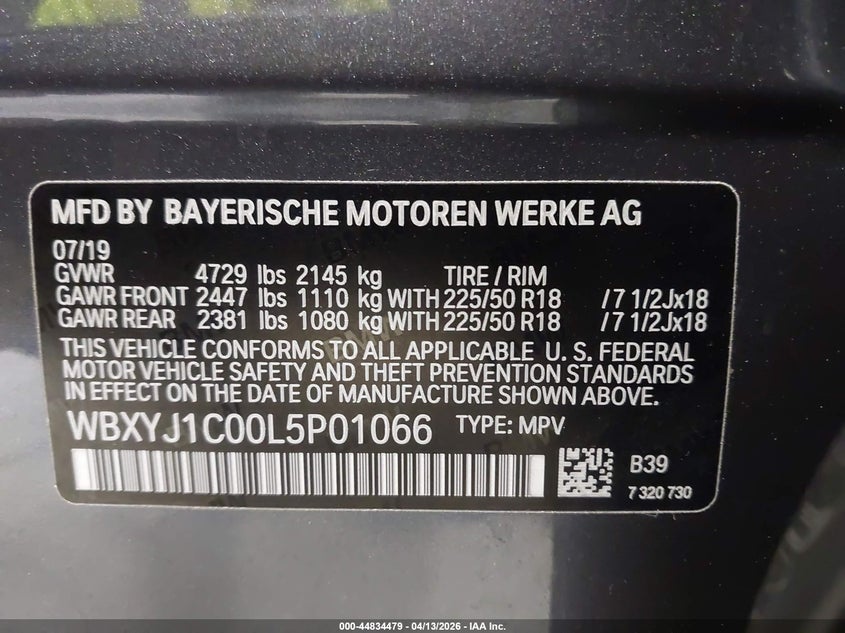 MFD BY BAYERISCHE MOTOREN WERKE AG
07/19
GVWR 4729 lbs 2145 kg TIRE / RIM
GAWR FRONT 2447 lbs 1110 kg WITH 225/50 R18 / 7 1/2Jx18
GAWR REAR 2381 lbs 1080 kg WITH 225/50 R18 / 7 1/2Jx18
THIS VEHICLE CONFORMS TO ALL APPLICABLE U. S. FEDERAL
MOTOR VEHICLE SAFETY AND THEFT PREVENTION STANDARDS
IN EFFECT ON THE DATE OF MANUFACTURE SHOWN ABOVE.
WBXYJ1C00L5P01066 TYPE: MPV
B39
7 320 730
000-44834479 | 04/13/2026 | IAA Inc.